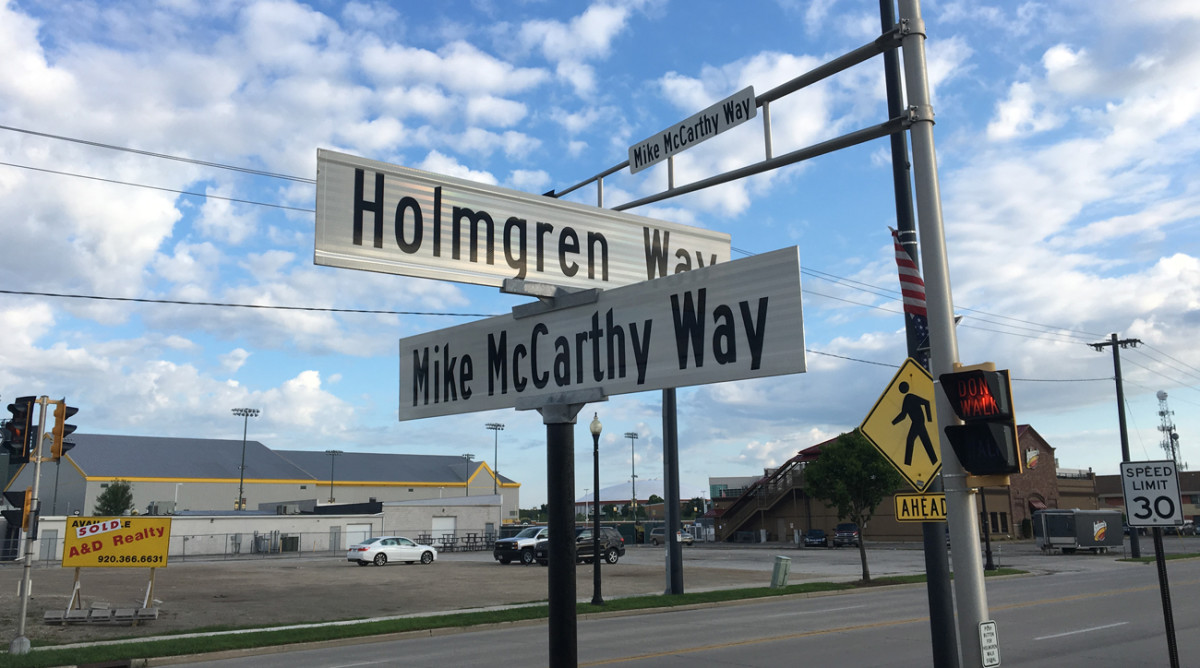 Mike McCarthy Way
Holmgren Way
Mike McCarthy Way
DON'T
WALK
AHEAD
SPEED
LIMIT
30
AVAILABLE
SOLD
A&D Realty
920.366.6631